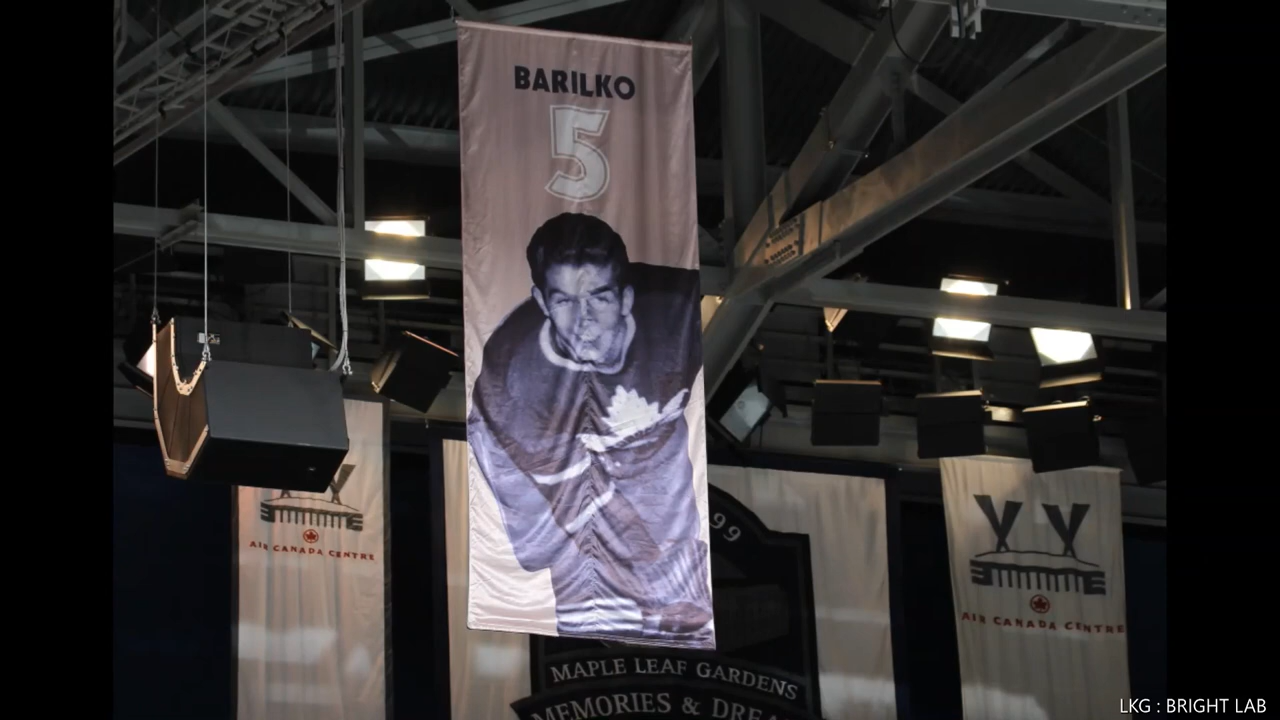 BARILKO
5
AIR CANADA CENTRE
99
AIR CANADA CENTRE
MAPLE LEAF GARDENS
MEMORIES & DREA
LKG : BRIGHT LAB